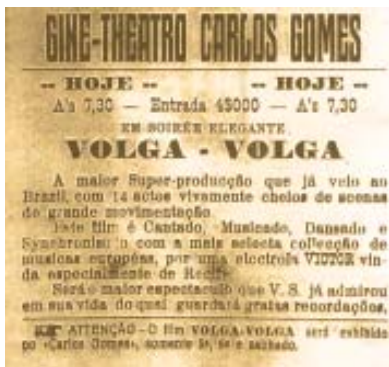 CINE-THEATRO CARLOS GOMES
-- HOJE -- -- HOJE --
A's 7,30 — Entrada 4$000 — A's 7,30
EM SOIRÉE ELEGANTE
VOLGA - VOLGA
A maior Super-producção que já veio ao
Brazil, com 14 actos vivamente cheios de scenas
de grande movimentação.
Este film é Cantado, Musicado, Dansado e
com a mais selecta collecção de
musicas européas, por uma electrola VICTOR vin-
da especialmente de Recife
Será o maior espectaculo que V. S. já admirou
em sua vida do qual guardará gratas recordações.
ATTENÇÃO - O film VOLGA-VOLGA será exhibido
no «Carlos Gomes», somente e sabbado.